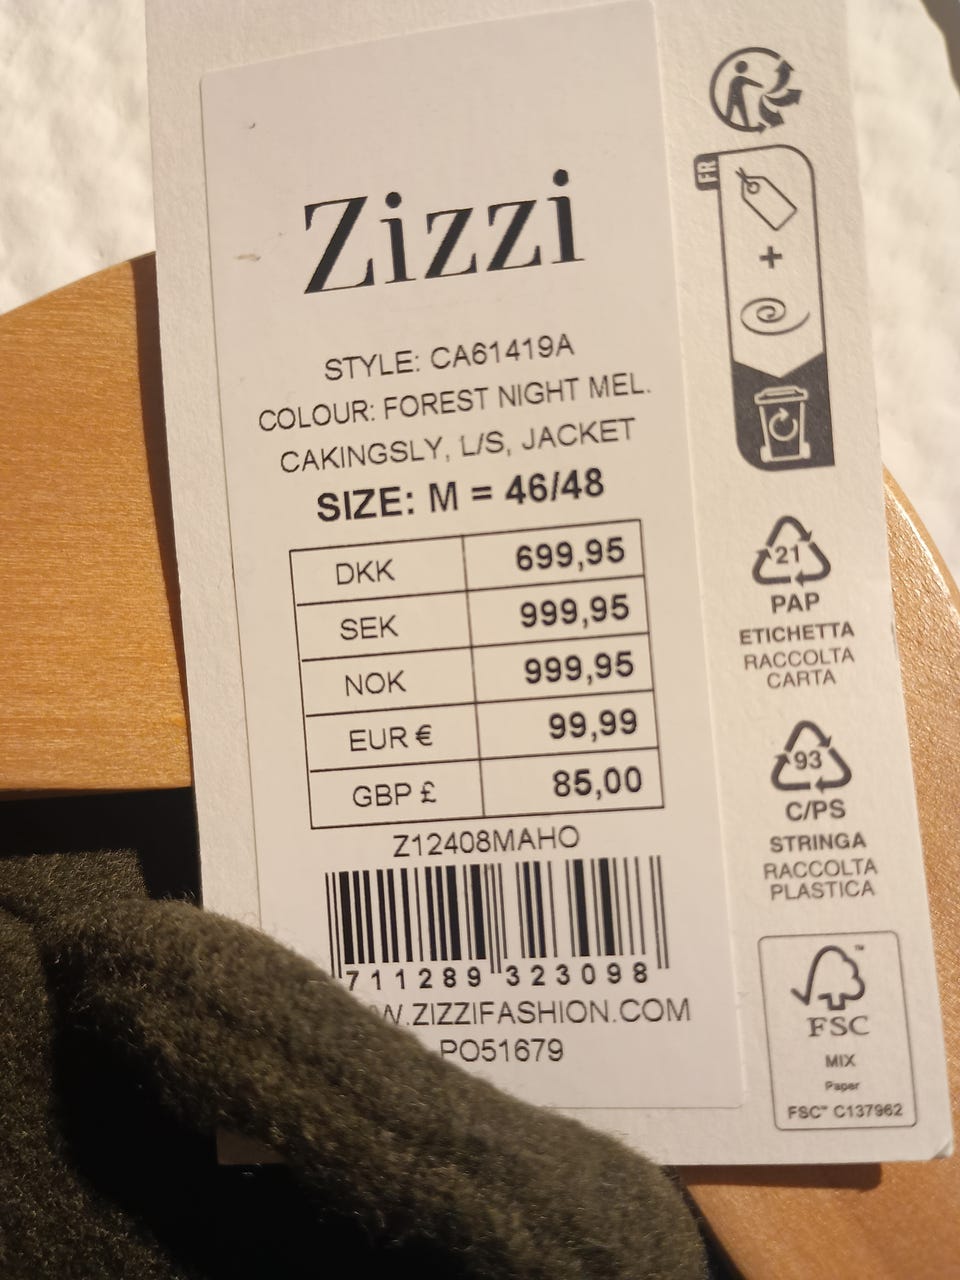 Zizzi
STYLE: CA61419A
COLOUR: FOREST NIGHT MEL.
CAKINGSLY, L/S, JACKET
SIZE: M = 46/48
DKK 699,95
SEK 999,95
NOK 999,95
EUR € 99,99
GBP £ 85,00
Z12408MAHO
711289 323098
W.ZIZZIFASHION.COM
PO51679
FR
+
21
PAP
ETICHETTA
RACCOLTA
CARTA
93
C/PS
STRINGA
RACCOLTA
PLASTICA
™
FSC
MIX
Paper
FSC™ C137962